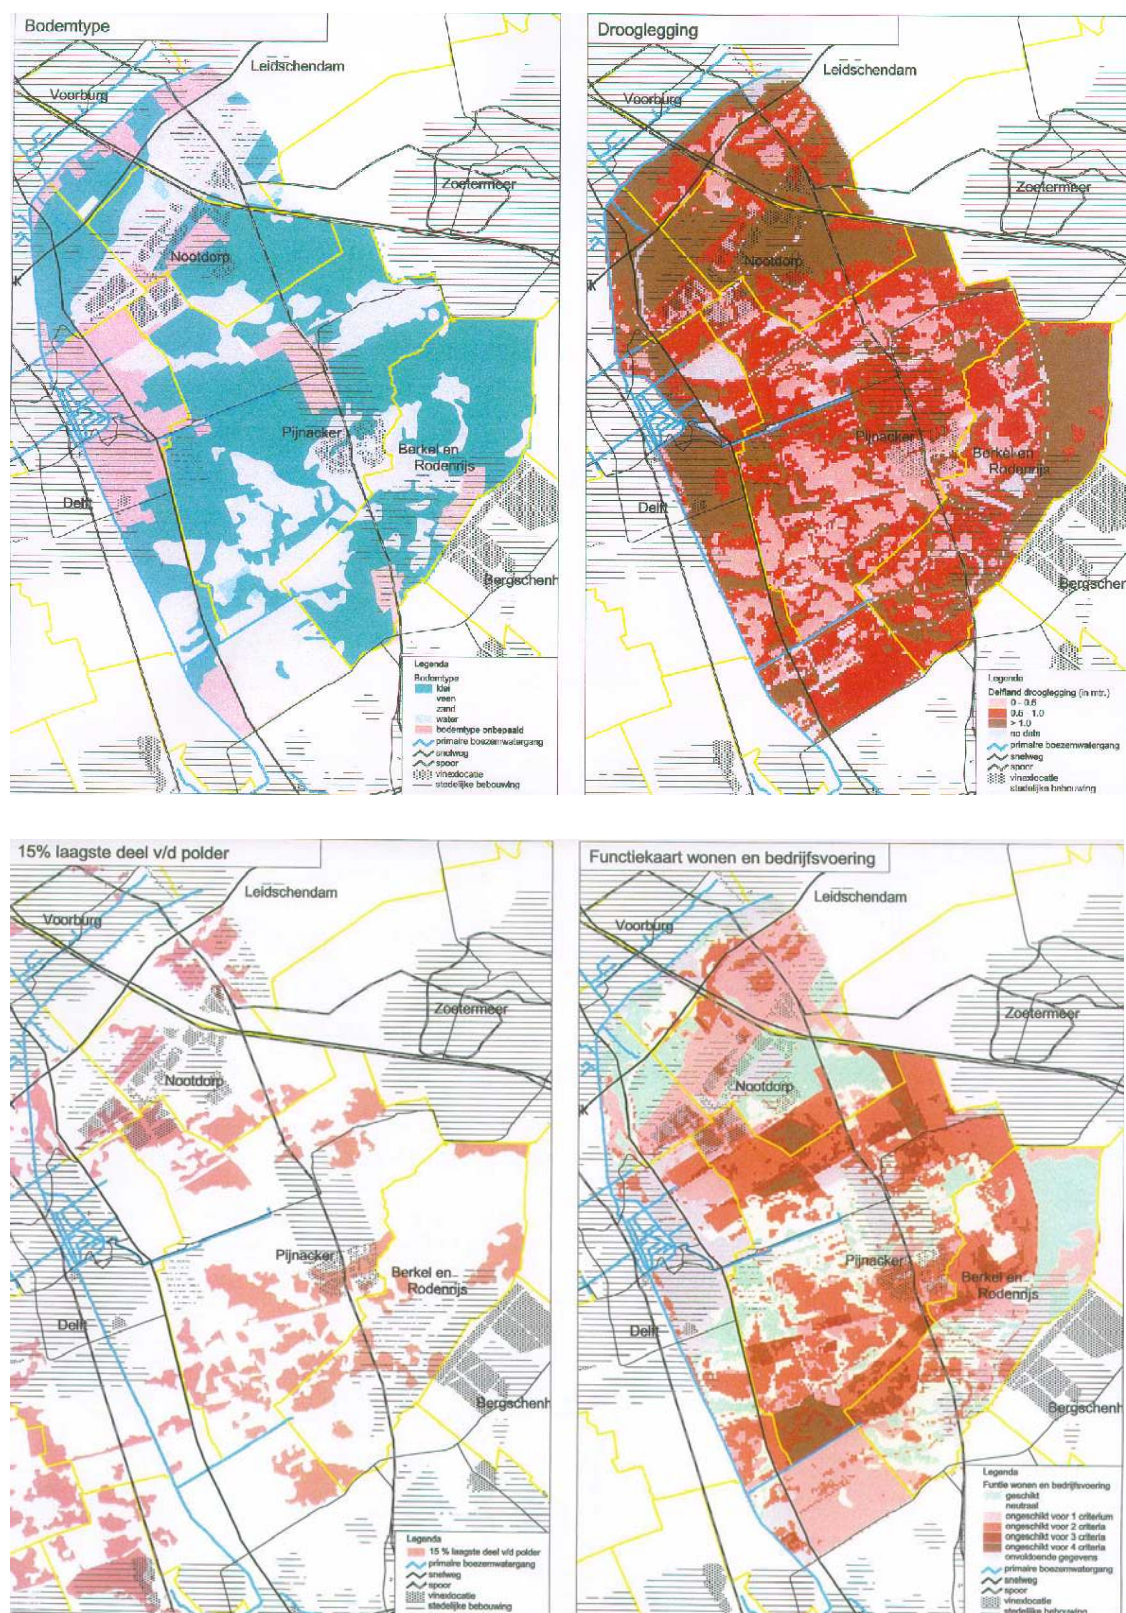 Bodemtype
Leidschendam
Voorburg
Zoetermeer
Nootdorp
Pijnacker
Berkel en
Rodenrijs
Delft
Bergschenh
Legenda
Bodemtype
klei
veen
zand
water
bodemtype onbepaald
primaire boezemwatergang
snelweg
spoor
vinexlocatie
stedelijke bebouwing
Drooglegging
Leidschendam
Voorburg
Zoetermeer
Nootdorp
Pijnacker
Berkel en
Rodenrijs
Delft
Bergschenh
Legenda
Delfland drooglegging (in mtr.)
0 - 0.6
0.6 - 1.0
> 1.0
no data
primaire boezemwatergang
snelweg
spoor
vinexlocatie
stedelijke bebouwing
15% laagste deel v/d polder
Leidschendam
Voorburg
Zoetermeer
Nootdorp
Pijnacker
Berkel en
Rodenrijs
Delft
Bergschenh
Legenda
15 % laagste deel v/d polder
primaire boezemwatergang
snelweg
spoor
vinexlocatie
stedelijke bebouwing
Functiekaart wonen en bedrijfsvoering
Leidschendam
Voorburg
Zoetermeer
Nootdorp
Pijnacker
Berkel en
Rodenrijs
Delft
Bergschenh
Legenda
Funtie wonen en bedrijfsvoering
geschikt
neutraal
ongeschikt voor 1 criterium
ongeschikt voor 2 criteria
ongeschikt voor 3 criteria
ongeschikt voor 4 criteria
onvoldoende gegevens
primaire boezemwatergang
snelweg
spoor
vinexlocatie
stedelijke bebouwing